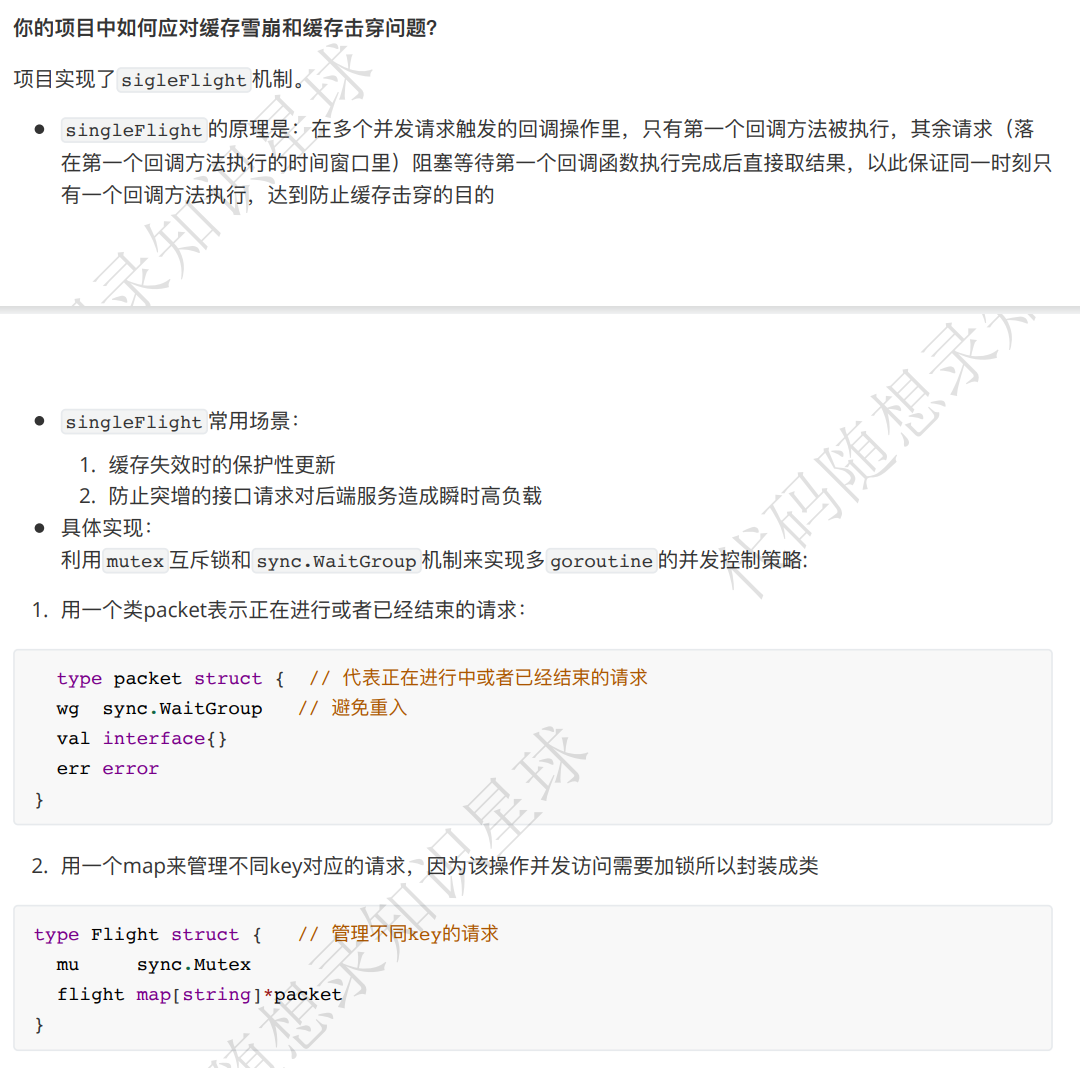 你的项目中如何应对缓存雪崩和缓存击穿问题？
项目实现了sigleFlight机制。
● singleFlight的原理是：在多个并发请求触发的回调操作里，只有第一个回调方法被执行，其余请求（落
在第一个回调方法执行的时间窗口里）阻塞等待第一个回调函数执行完成后直接取结果，以此保证同一时刻只
有一个回调方法执行，达到防止缓存击穿的目的
代码随想录知识星球
● singleFlight常用场景：
1. 缓存失效时的保护性更新
2. 防止突增的接口请求对后端服务造成瞬时高负载
● 具体实现：
利用mutex互斥锁和sync.WaitGroup机制来实现多goroutine的并发控制策略:
1. 用一个类packet表示正在进行或者已经结束的请求：
type packet struct {  // 代表正在进行中或者已经结束的请求
wg  sync.WaitGroup   // 避免重入
val interface{}
err error
}
2. 用一个map来管理不同key对应的请求，因为该操作并发访问需要加锁所以封装成类
type Flight struct {   // 管理不同key的请求
mu     sync.Mutex
flight map[string]*packet
}